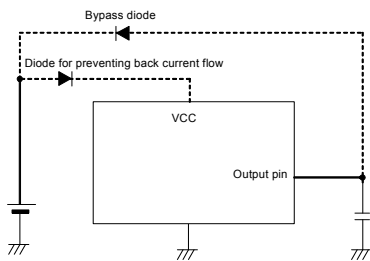 Bypass diode
Diode for preventing back current flow
VCC
Output pin